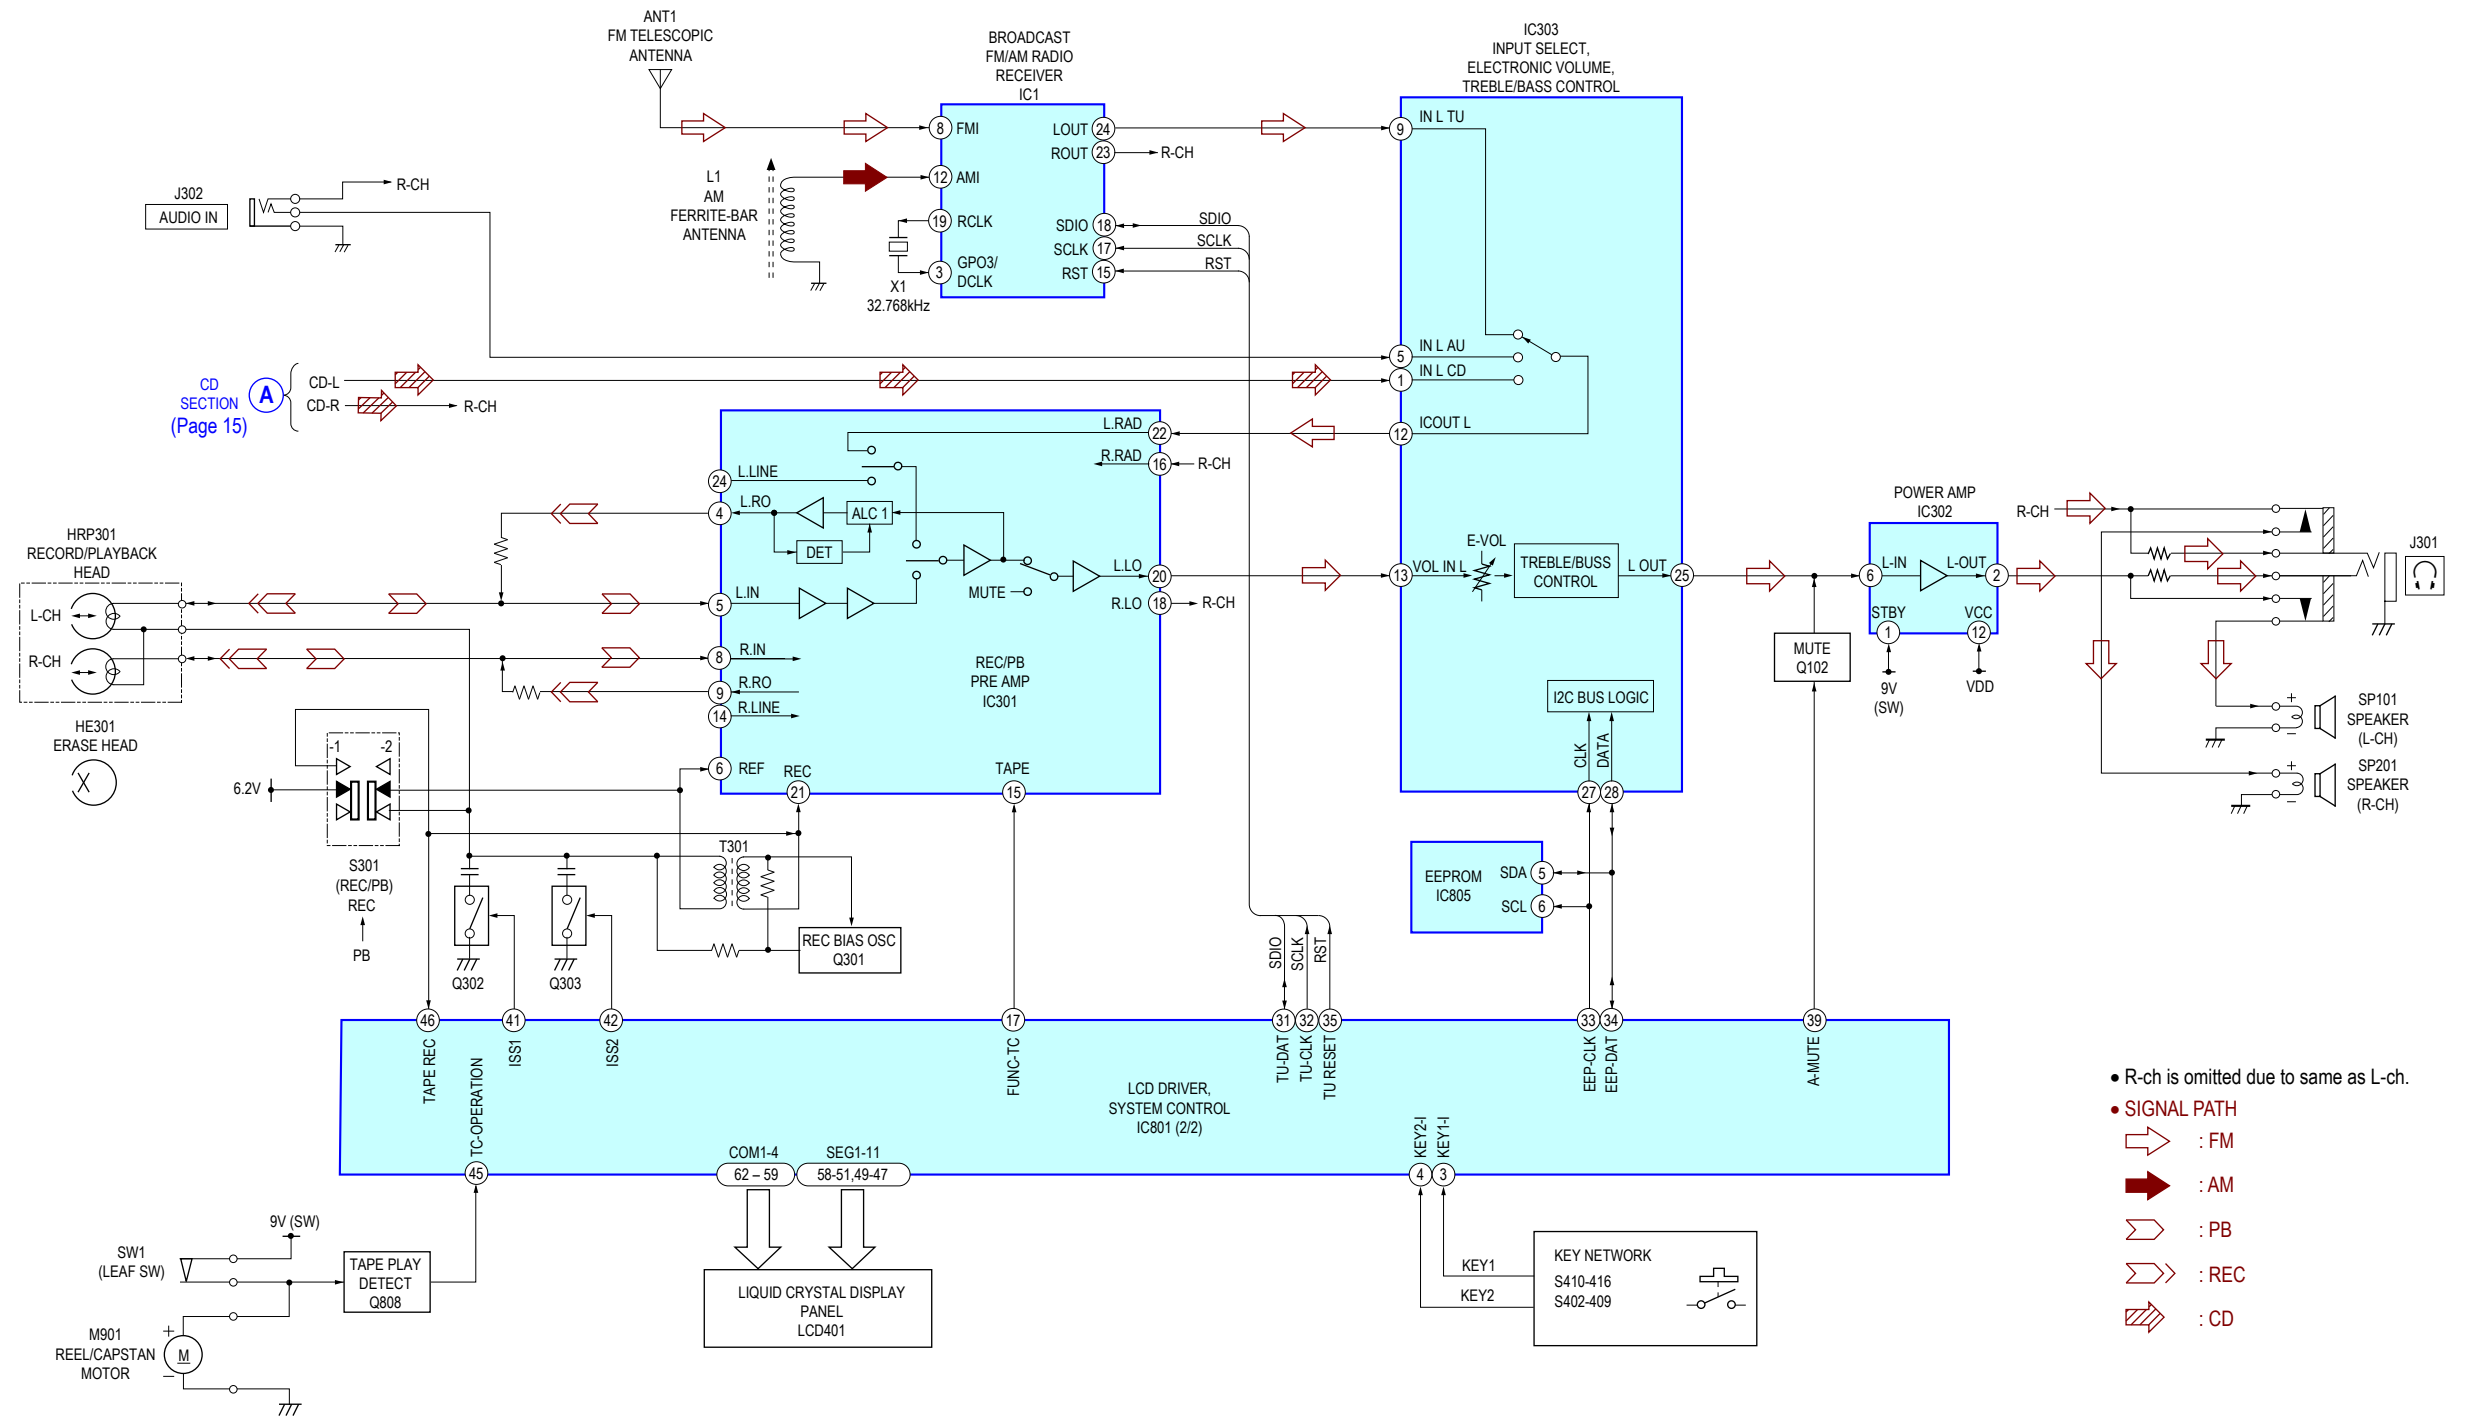 ANT1
FM TELESCOPIC
ANTENNA
BROADCAST
FM/AM RADIO
RECEIVER
IC1
IC303
INPUT SELECT,
ELECTRONIC VOLUME,
TREBLE/BASS CONTROL
8 FMI
LOUT 24
ROUT 23
R-CH
12 AMI
19 RCLK
3 GPO3/
DCLK
SDIO 18
SCLK 17
RST 15
SDIO
SCLK
RST
X1
32.768kHz
L1
AM
FERRITE-BAR
ANTENNA
J302
AUDIO IN
R-CH
9 IN L TU
5 IN L AU
1 IN L CD
12 ICOUT L
CD
SECTION
(Page 15)
A
CD-L
CD-R
R-CH
L.RAD 22
R.RAD 16
R-CH
24 L.LINE
4 L.RO
ALC 1
DET
5 L.IN
MUTE
L.LO 20
R.LO 18
R-CH
8 R.IN
9 R.RO
14 R.LINE
REC/PB
PRE AMP
IC301
6 REF
REC
21
TAPE
15
HRP301
RECORD/PLAYBACK
HEAD
L-CH
R-CH
HE301
ERASE HEAD
-1
-2
6.2V
S301
(REC/PB)
REC
PB
Q302
Q303
T301
REC BIAS OSC
Q301
13 VOL IN L
E-VOL
TREBLE/BUSS
CONTROL
L OUT 25
I2C BUS LOGIC
CLK
DATA
27
28
EEPROM
IC805
SDA 5
SCL 6
POWER AMP
IC302
6 L-IN
L-OUT 2
STBY
1
VCC
12
9V
(SW)
VDD
MUTE
Q102
R-CH
J301
SP101
SPEAKER
(L-CH)
+
−
SP201
SPEAKER
(R-CH)
+
−
SDIO
SCLK
RST
46
TAPE REC
41
ISS1
42
ISS2
17
FUNC-TC
31
TU-DAT
32
TU-CLK
35
TU RESET
33
EEP-CLK
34
EEP-DAT
39
A-MUTE
TC-OPERATION
45
LCD DRIVER,
SYSTEM CONTROL
IC801 (2/2)
COM1-4
62 – 59
SEG1-11
58-51,49-47
KEY2-I
4
KEY1-I
3
LIQUID CRYSTAL DISPLAY
PANEL
LCD401
KEY1
KEY2
KEY NETWORK
S410-416
S402-409
9V (SW)
SW1
(LEAF SW)
TAPE PLAY
DETECT
Q808
M901
REEL/CAPSTAN
MOTOR
+
M
−
• R-ch is omitted due to same as L-ch.
• SIGNAL PATH
: FM
: AM
: PB
: REC
: CD